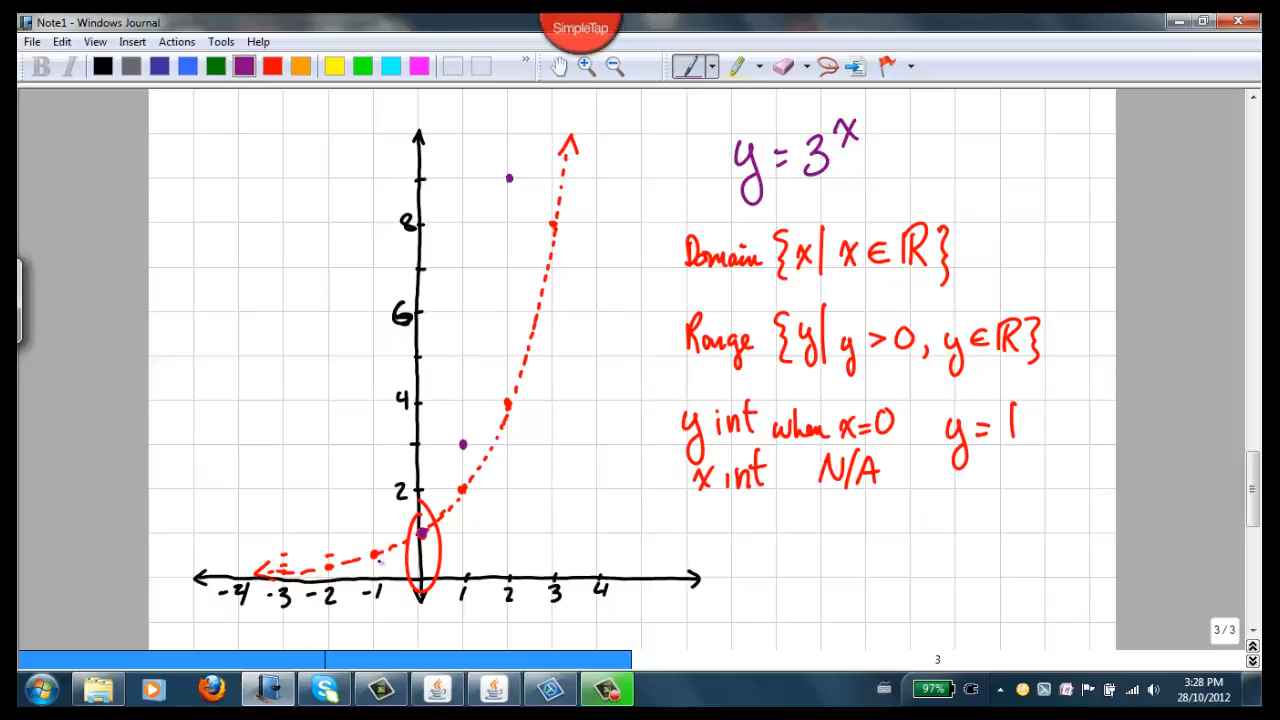 Note1 - Windows Journal
SimpleTap
File Edit View Insert Actions Tools Help
B I
y = 3^x
Domain {x| x ∈ ℝ}
Range {y| y > 0, y ∈ ℝ}
y int when x=0 y = 1
x int N/A
8
6
4
2
-4 -3 -2 -1 1 2 3 4
3 / 3
3
97%
3:28 PM
28/10/2012